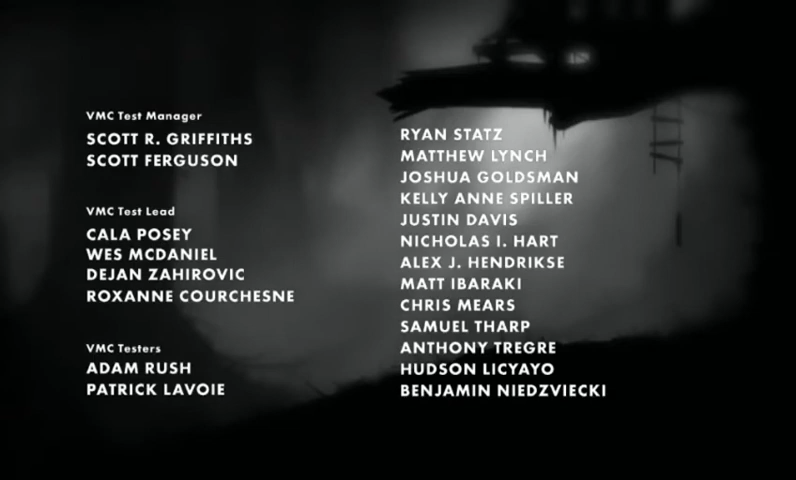 VMC Test Manager
SCOTT R. GRIFFITHS
SCOTT FERGUSON
VMC Test Lead
CALA POSEY
WES MCDANIEL
DEJAN ZAHIROVIC
ROXANNE COURCHESNE
VMC Testers
ADAM RUSH
PATRICK LAVOIE
RYAN STATZ
MATTHEW LYNCH
JOSHUA GOLDSMAN
KELLY ANNE SPILLER
JUSTIN DAVIS
NICHOLAS I. HART
ALEX J. HENDRIKSE
MATT IBARAKI
CHRIS MEARS
SAMUEL THARP
ANTHONY TREGRE
HUDSON LICYAYO
BENJAMIN NIEDZVIECKI